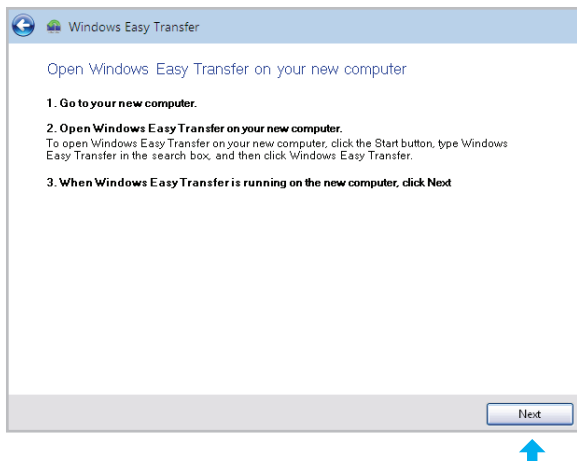 Windows Easy Transfer
Open Windows Easy Transfer on your new computer
1. Go to your new computer.
2. Open Windows Easy Transfer on your new computer.
To open Windows Easy Transfer on your new computer, click the Start button, type Windows
Easy Transfer in the search box, and then click Windows Easy Transfer.
3. When Windows Easy Transfer is running on the new computer, click Next
Next